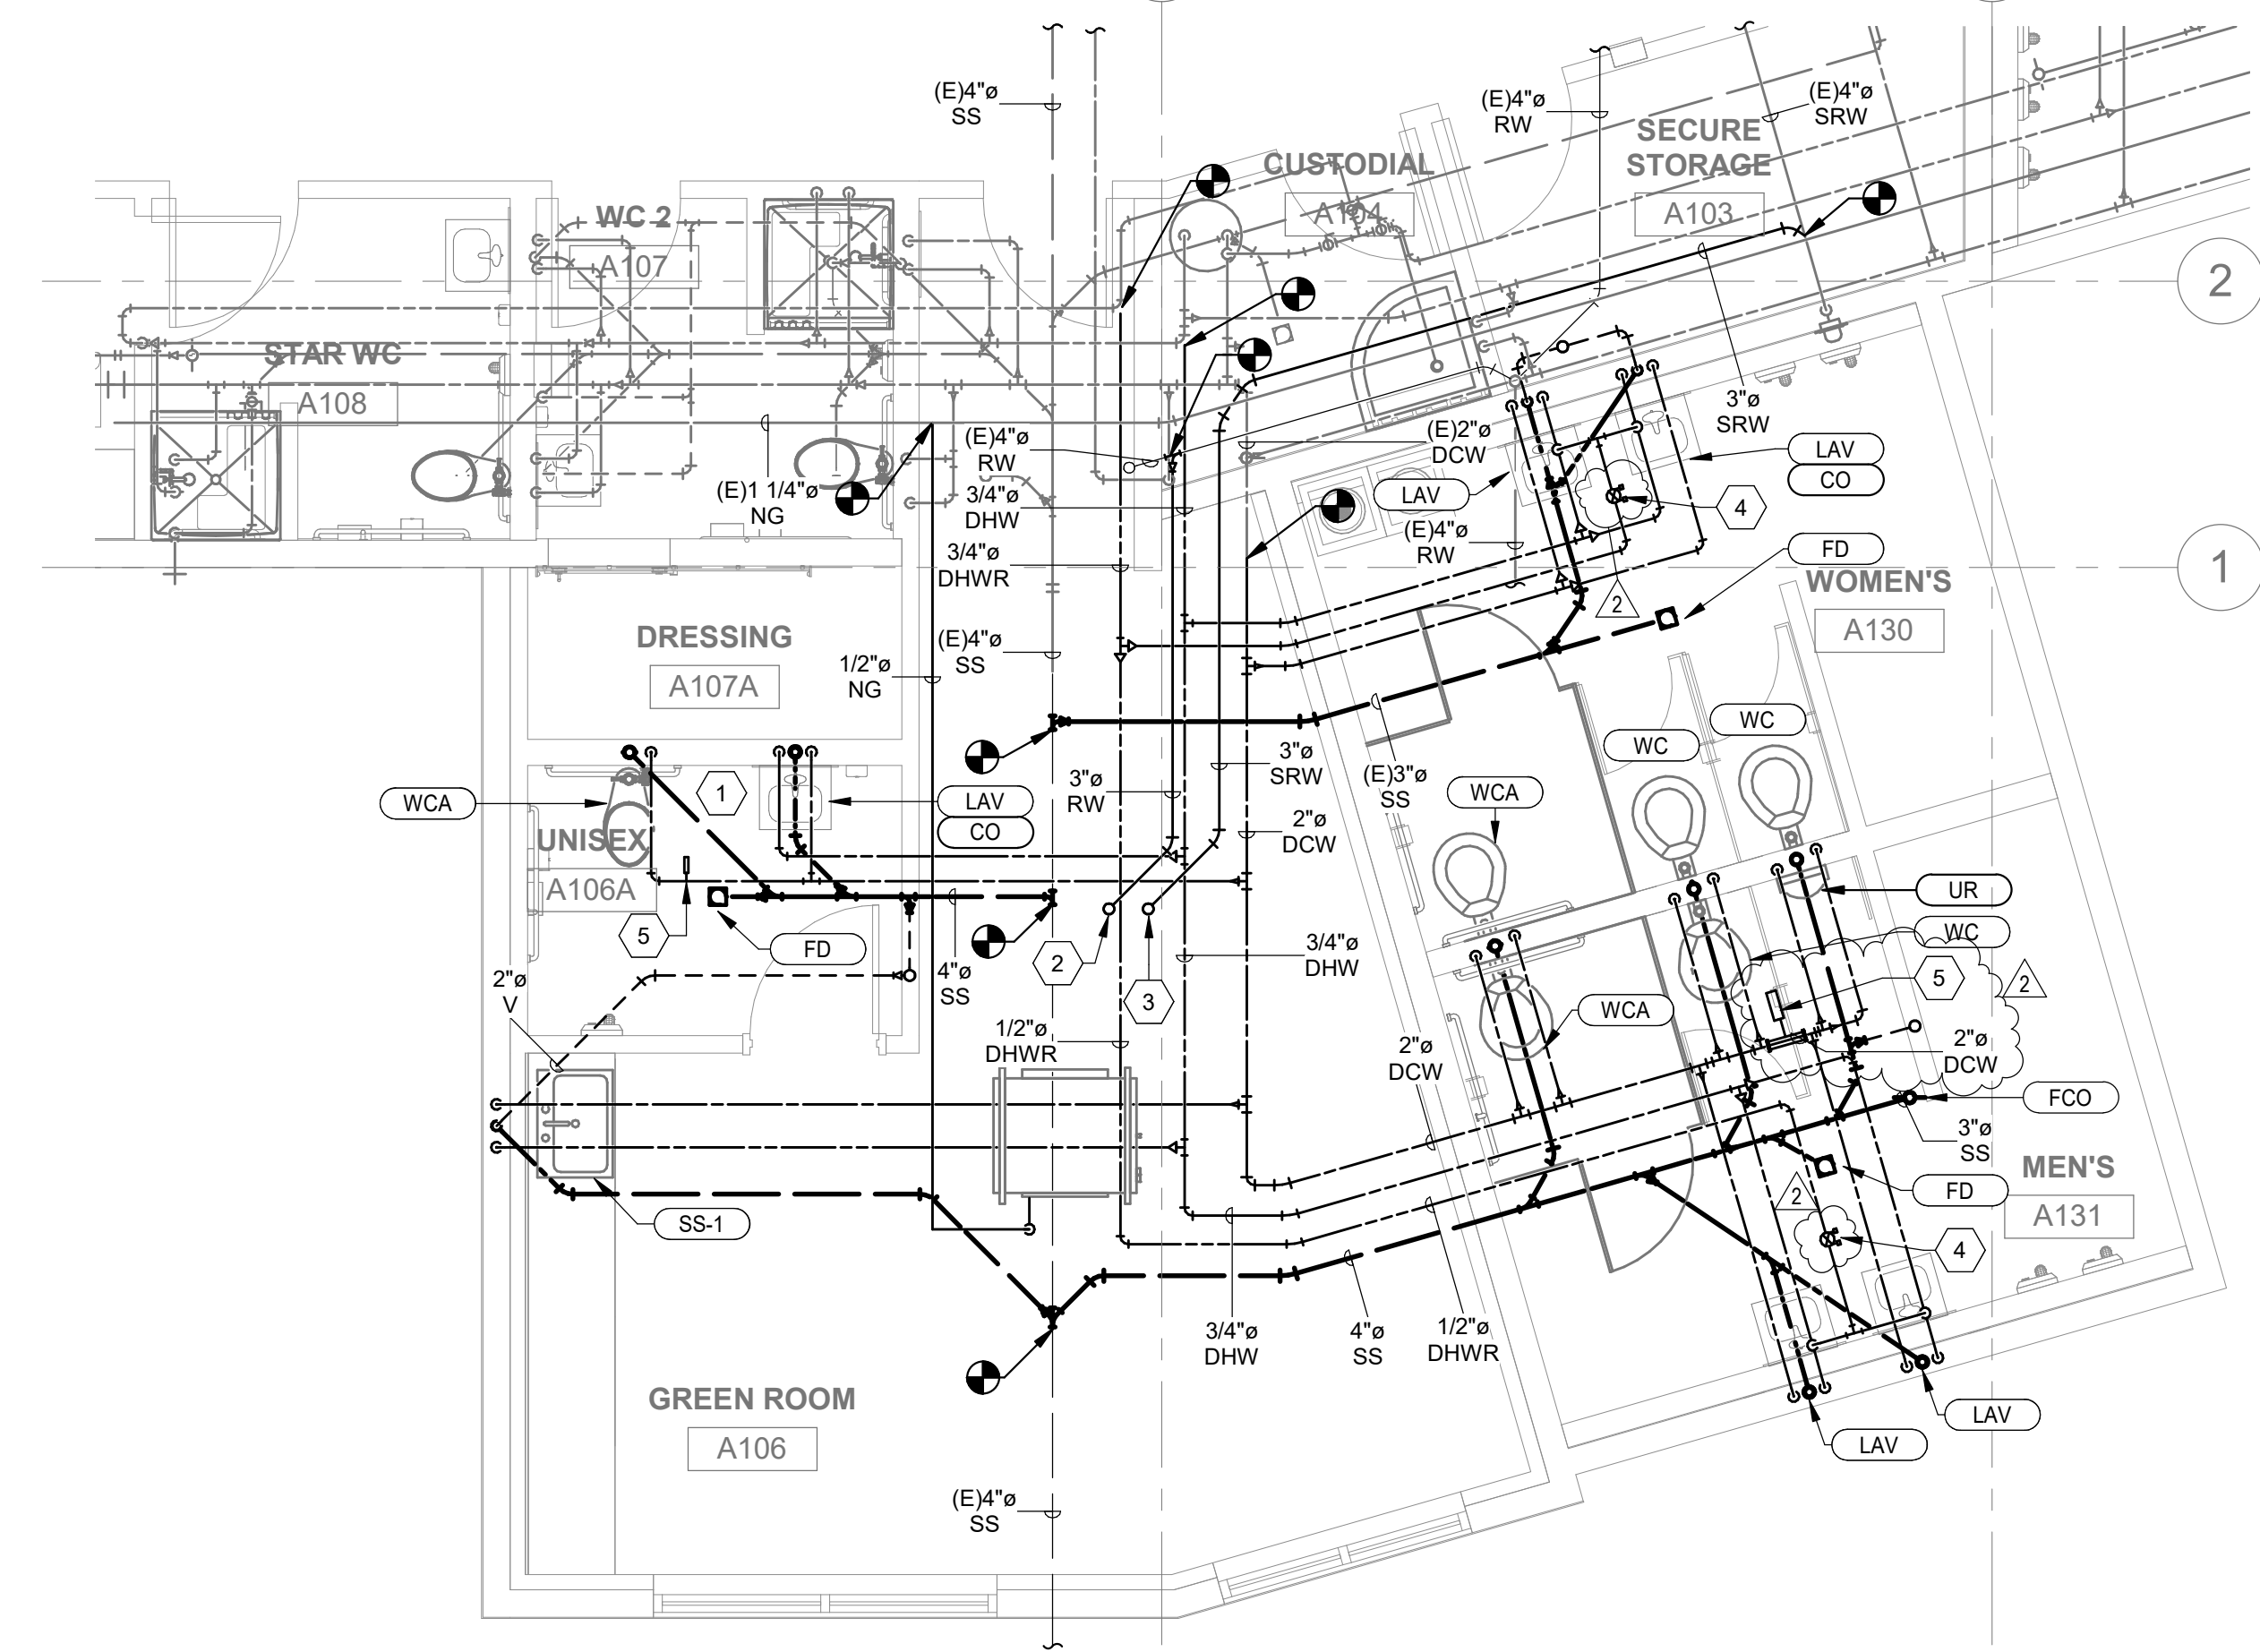 (E)4"ø
SS
(E)4"ø
RW
(E)4"ø
SRW
SECURE
STORAGE
A103
CUSTODIAL
A104
WC 2
A107
2
STAR WC
A108
(E)4"ø
RW
(E)2"ø
DCW
3"ø
SRW
LAV
CO
(E)1 1/4"ø
NG
3/4"ø
DHW
LAV
4
(E)4"ø
RW
FD
3/4"ø
DHWR
1
2
WOMEN'S
A130
DRESSING
A107A
(E)4"ø
SS
1/2"ø
NG
WC
WC
WCA
1
LAV
CO
3"ø
RW
3"ø
SRW
(E)3"ø
SS
WCA
2"ø
DCW
UNISEX
A106A
UR
WC
5
FD
4"ø
SS
2
3
3/4"ø
DHW
5
2
2"ø
V
WCA
1/2"ø
DHWR
2"ø
DCW
2"ø
DCW
FCO
3"ø
SS
MEN'S
A131
FD
2
SS-1
4
3/4"ø
DHW
4"ø
SS
1/2"ø
DHWR
GREEN ROOM
A106
LAV
LAV
(E)4"ø
SS